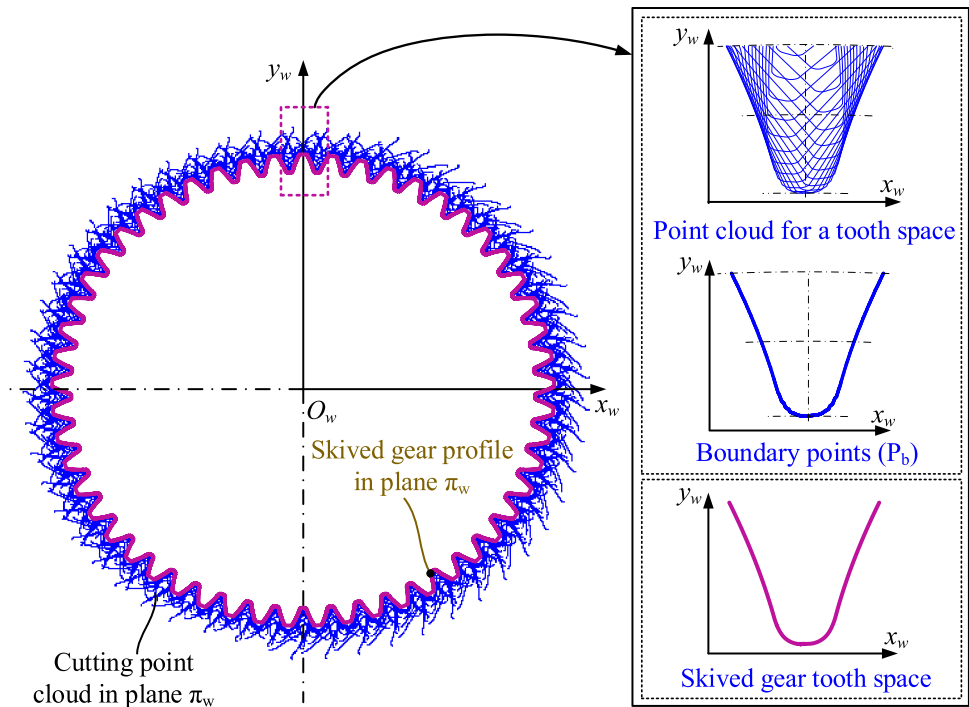 y_w
x_w
O_w
Skived gear profile
in plane π_w
Cutting point
cloud in plane π_w
y_w
x_w
Point cloud for a tooth space
y_w
x_w
Boundary points (P_b)
y_w
x_w
Skived gear tooth space